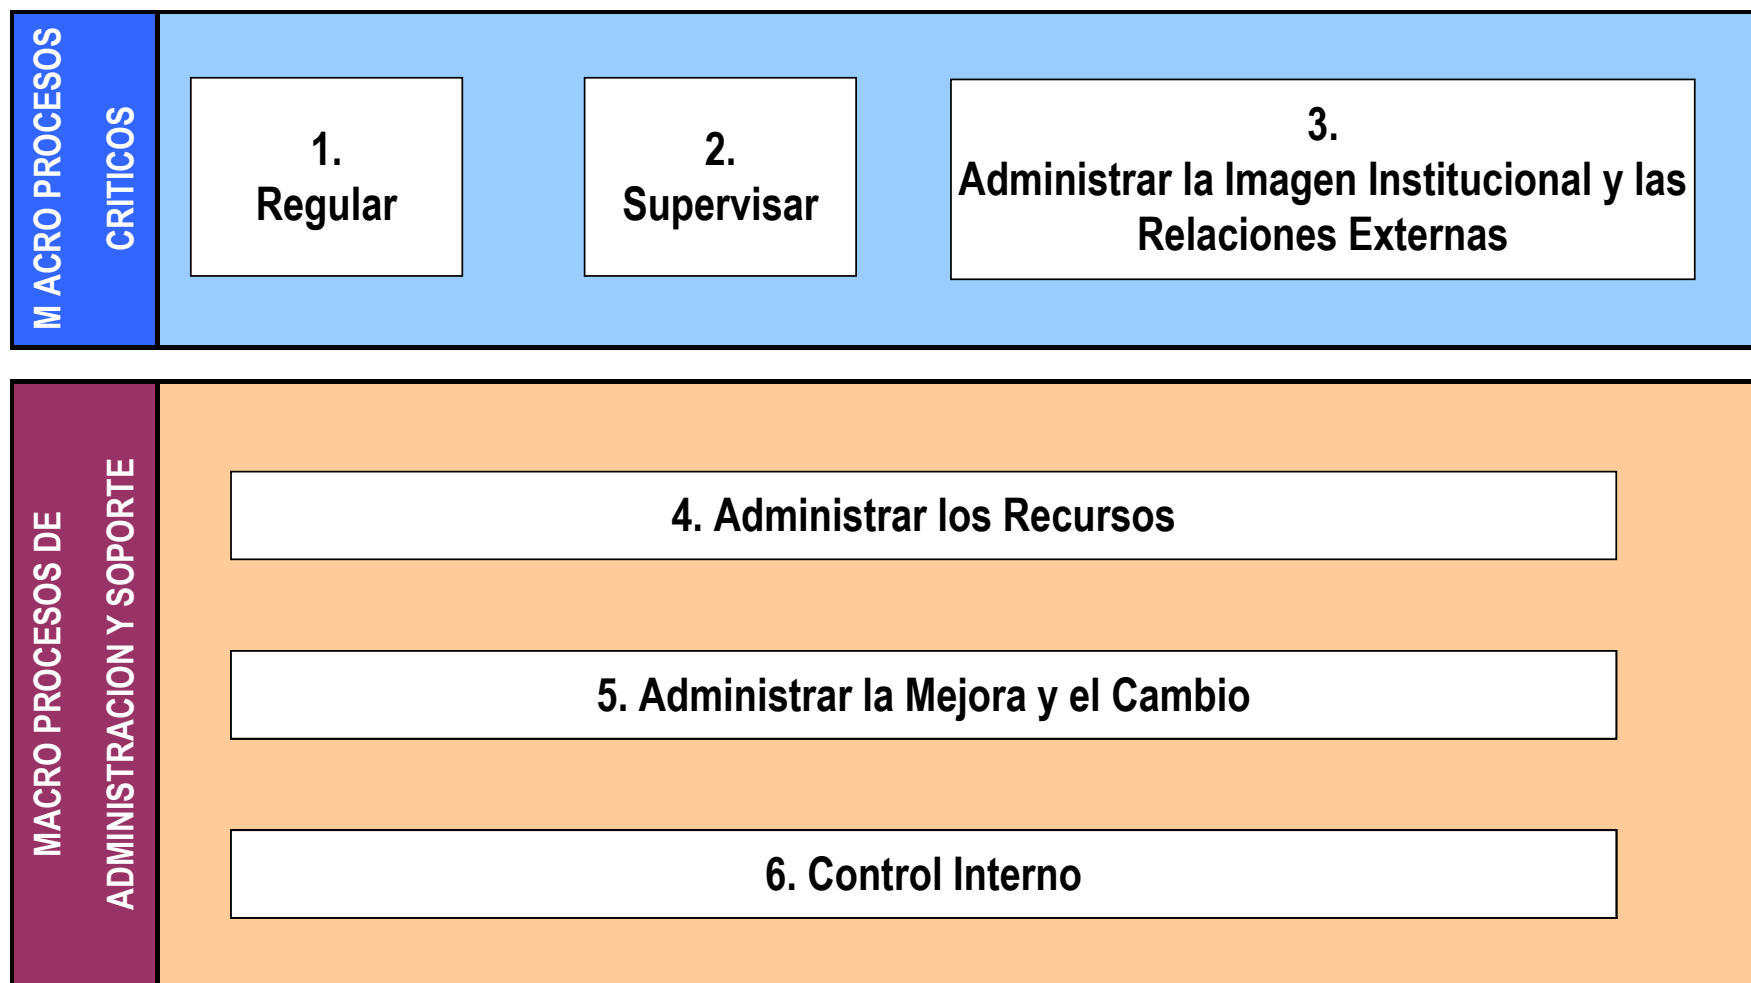 M ACRO PROCESOS
CRITICOS
1.
Regular
2.
Supervisar
3.
Administrar la Imagen Institucional y las
Relaciones Externas
MACRO PROCESOS DE
ADMINISTRACION Y SOPORTE
4. Administrar los Recursos
5. Administrar la Mejora y el Cambio
6. Control Interno